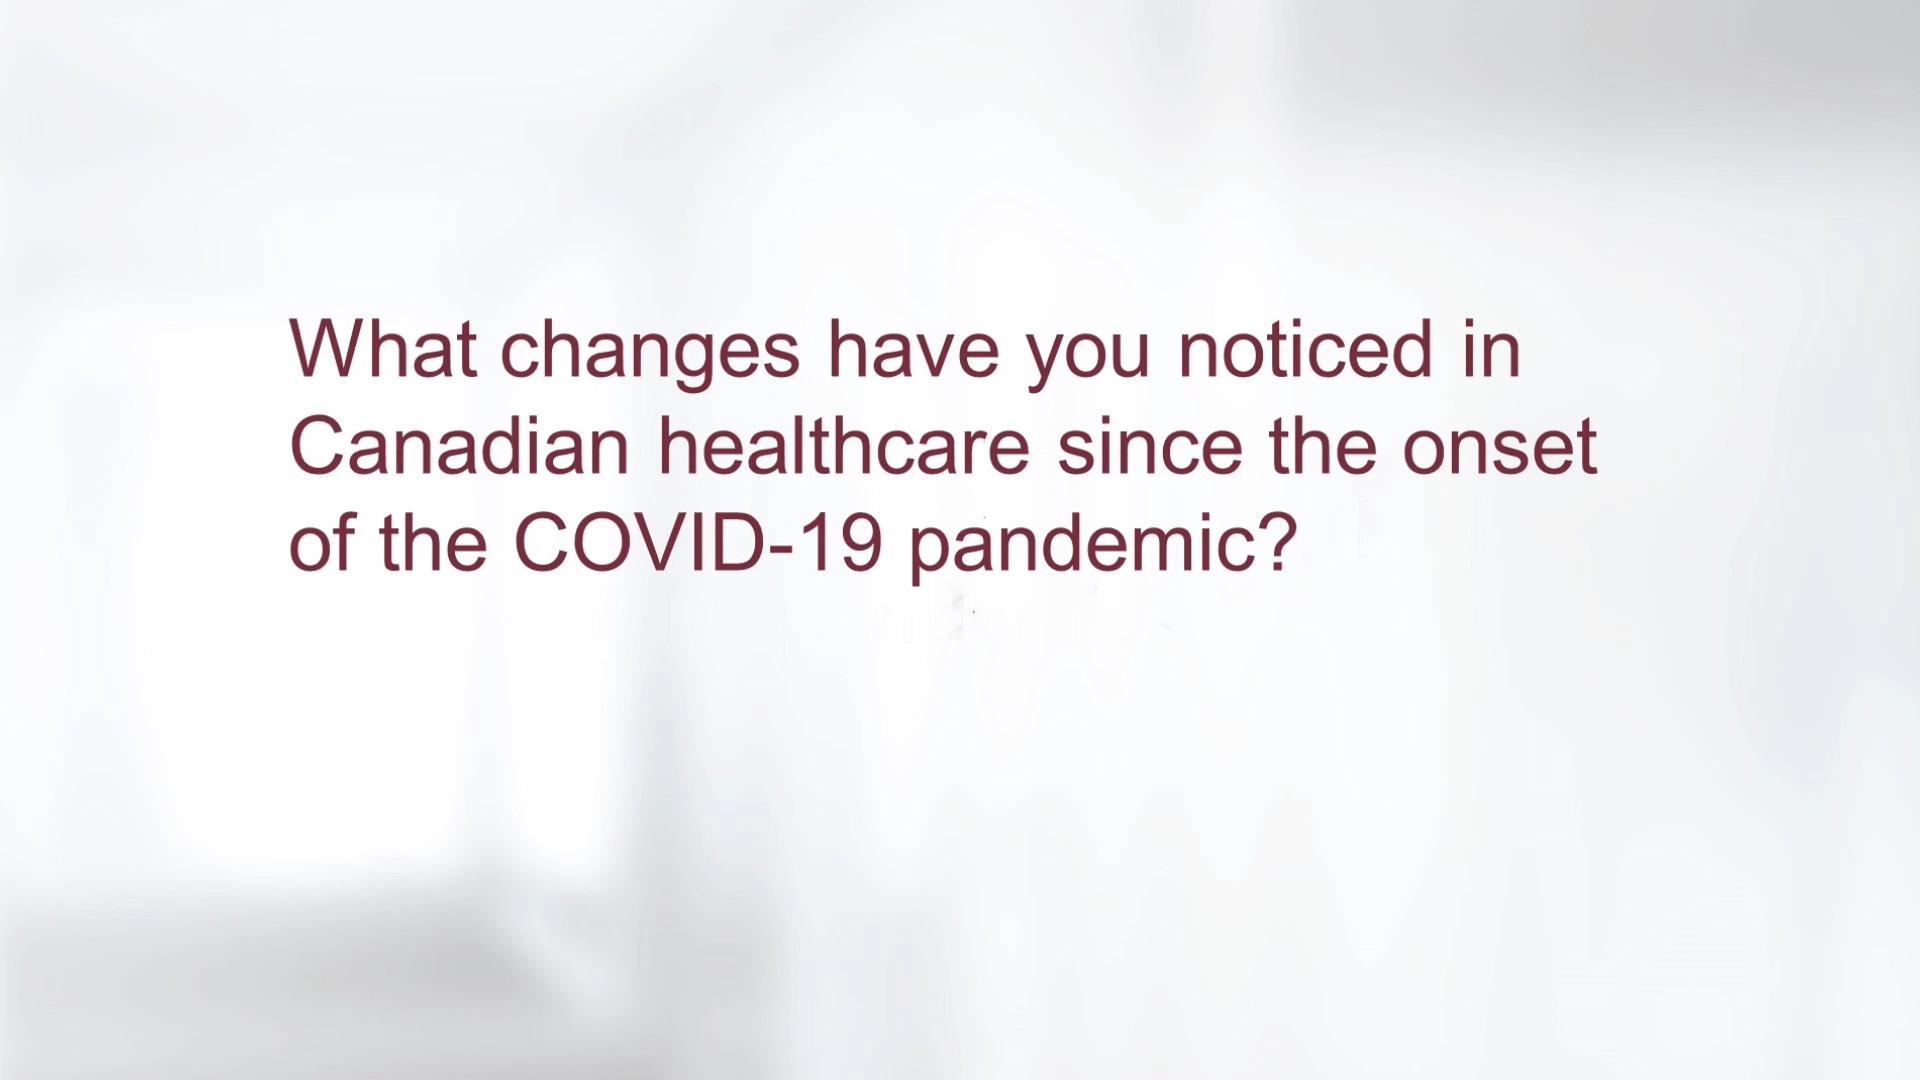 What changes have you noticed in
Canadian healthcare since the onset
of the COVID-19 pandemic?